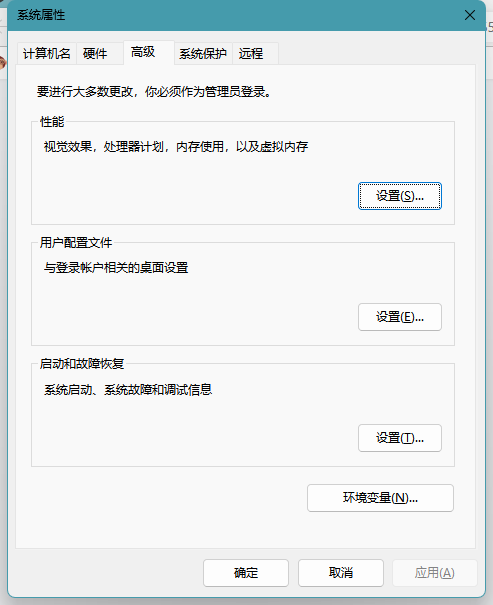 系统属性
计算机名 硬件 高级 系统保护 远程
要进行大多数更改，你必须作为管理员登录。
性能
视觉效果，处理器计划，内存使用，以及虚拟内存
设置(S)...
用户配置文件
与登录帐户相关的桌面设置
设置(E)...
启动和故障恢复
系统启动、系统故障和调试信息
设置(T)...
环境变量(N)...
确定 取消 应用(A)